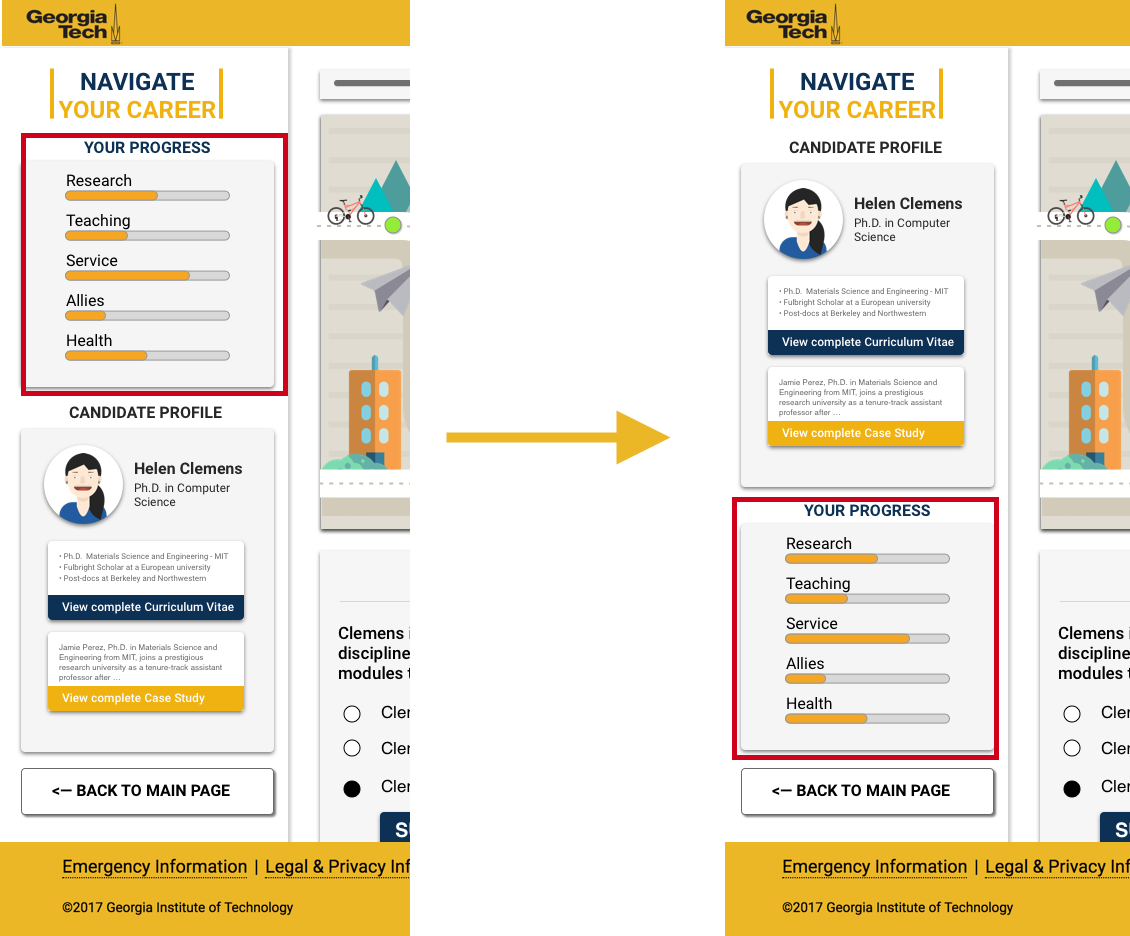 Georgia
Tech
NAVIGATE
YOUR CAREER
YOUR PROGRESS
Research
Teaching
Service
Allies
Health
CANDIDATE PROFILE
Helen Clemens
Ph.D. in Computer
Science
• Ph.D.  Materials Science and Engineering - MIT
• Fulbright Scholar at a European university
• Post-docs at Berkeley and Northwestern
View complete Curriculum Vitae
Jamie Perez, Ph.D. in Materials Science and
Engineering from MIT, joins a prestigious
research university as a tenure-track assistant
professor after ...
View complete Case Study
<— BACK TO MAIN PAGE
Clemens i
discipline
modules t
Cler
Cler
Cler
S
Emergency Information | Legal & Privacy Inf
©2017 Georgia Institute of Technology
Georgia
Tech
NAVIGATE
YOUR CAREER
CANDIDATE PROFILE
Helen Clemens
Ph.D. in Computer
Science
• Ph.D.  Materials Science and Engineering - MIT
• Fulbright Scholar at a European university
• Post-docs at Berkeley and Northwestern
View complete Curriculum Vitae
Jamie Perez, Ph.D. in Materials Science and
Engineering from MIT, joins a prestigious
research university as a tenure-track assistant
professor after ...
View complete Case Study
YOUR PROGRESS
Research
Teaching
Service
Allies
Health
<— BACK TO MAIN PAGE
Clemens i
discipline
modules t
Cler
Cler
Cler
S
Emergency Information | Legal & Privacy Inf
©2017 Georgia Institute of Technology